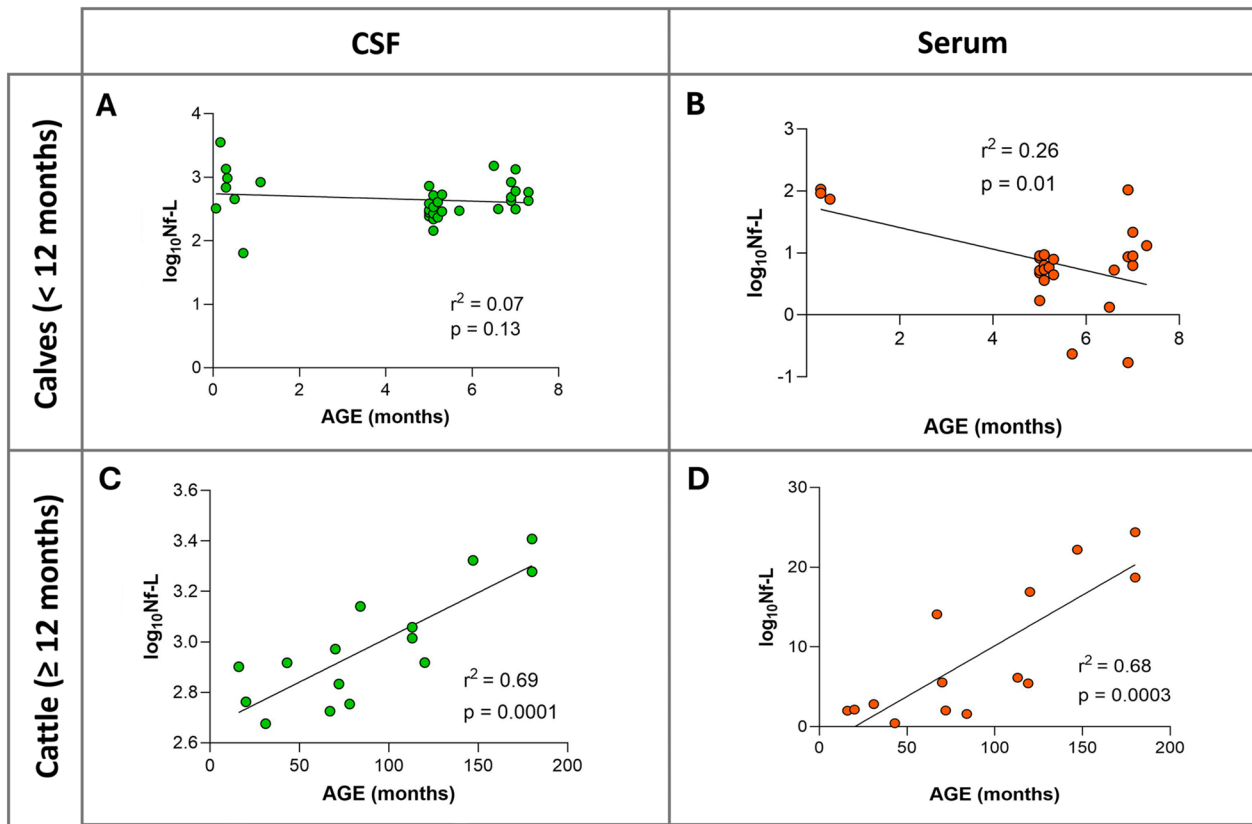 CSF
Serum
Calves (< 12 months)
A
4
3
2
1
0
log₁₀Nf-L
r² = 0.07
p = 0.13
0
2
4
6
8
AGE (months)
B
3
2
1
0
-1
log₁₀Nf-L
r² = 0.26
p = 0.01
2
4
6
8
AGE (months)
Cattle (≥ 12 months)
C
3.6
3.4
3.2
3.0
2.8
2.6
log₁₀Nf-L
r² = 0.69
p = 0.0001
0
50
100
150
200
AGE (months)
D
30
20
10
0
log₁₀Nf-L
r² = 0.68
p = 0.0003
0
50
100
150
200
AGE (months)